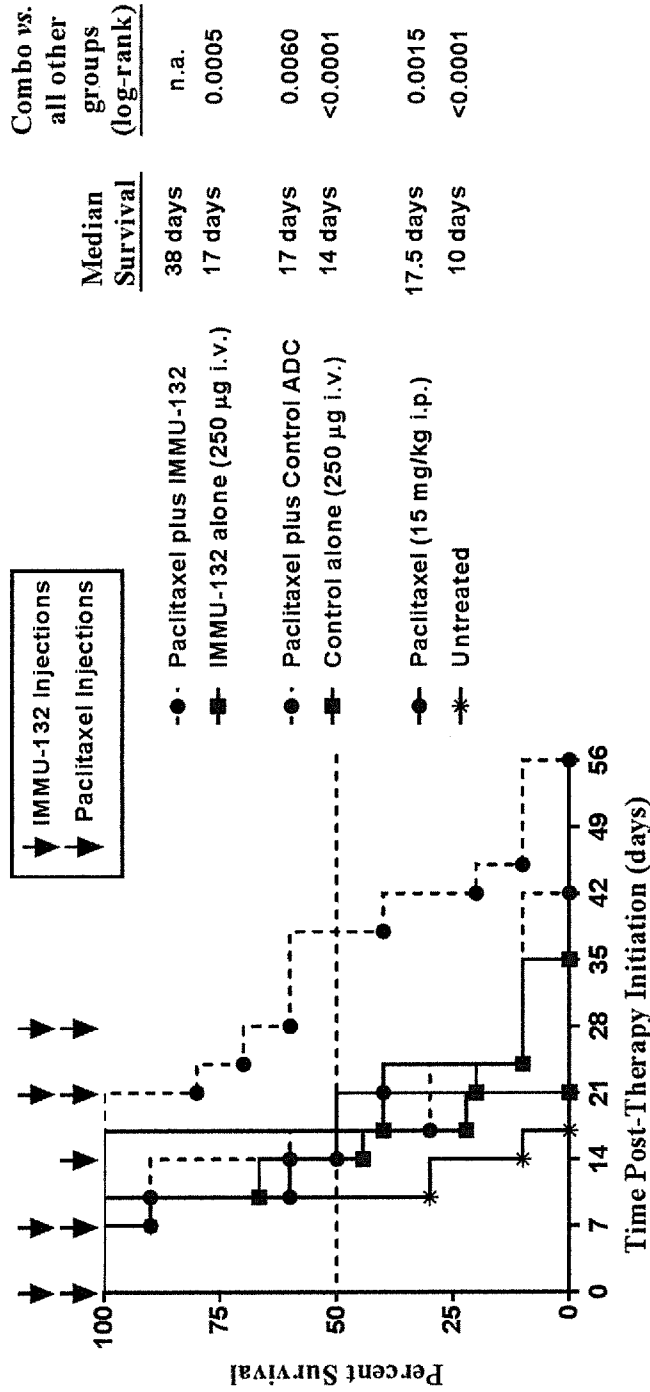 IMMU-132 Injections
Paclitaxel Injections
Percent Survival
100
75
50
25
0
0 7 14 21 28 35 42 49 56
Time Post-Therapy Initiation (days)
Median
Survival
Combo vs.
all other
groups
(log-rank)
Paclitaxel plus IMMU-132 38 days n.a.
IMMU-132 alone (250 µg i.v.) 17 days 0.0005
Paclitaxel plus Control ADC 17 days 0.0060
Control alone (250 µg i.v.) 14 days <0.0001
Paclitaxel (15 mg/kg i.p.) 17.5 days 0.0015
Untreated 10 days <0.0001